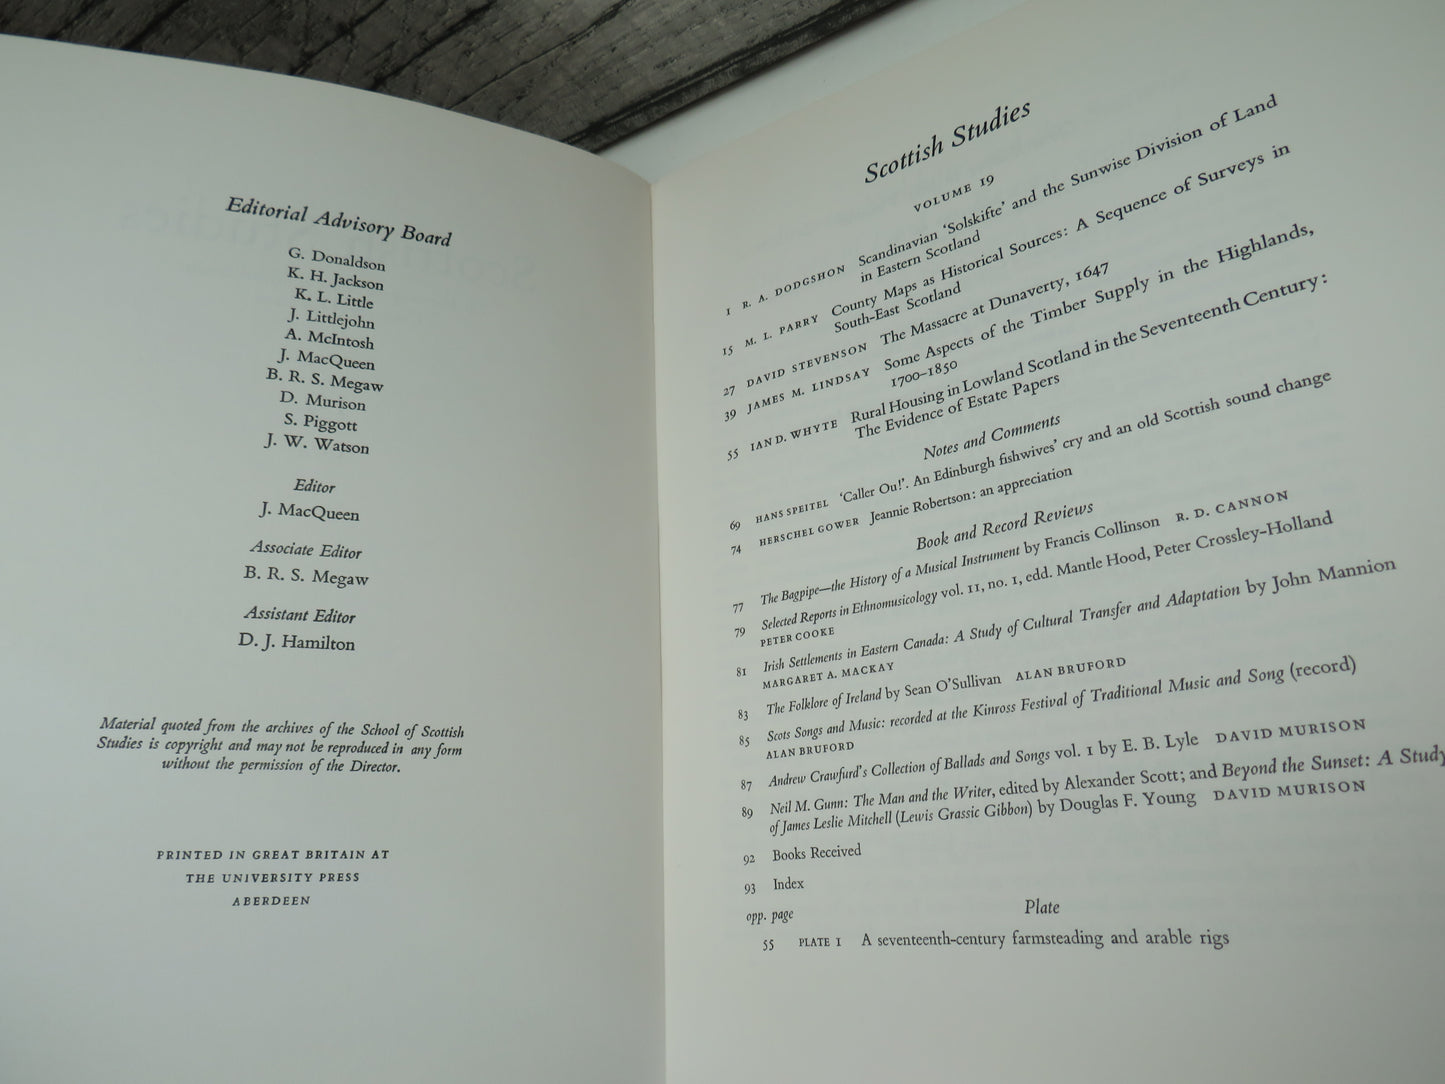 Editorial Advisory Board
G. Donaldson
K. H. Jackson
K. L. Little
J. Littlejohn
A. McIntosh
J. MacQueen
B. R. S. Megaw
D. Murison
S. Piggott
J. W. Watson
Editor
J. MacQueen
Associate Editor
B. R. S. Megaw
Assistant Editor
D. J. Hamilton
Material quoted from the archives of the School of Scottish
Studies is copyright and may not be reproduced in any form
without the permission of the Director.
PRINTED IN GREAT BRITAIN AT
THE UNIVERSITY PRESS
ABERDEEN
Scottish Studies
VOLUME 19
1 R. A. DODGSHON Scandinavian ‘Solskifte’ and the Sunwise Division of Land
in Eastern Scotland
15 M. L. PARRY County Maps as Historical Sources: A Sequence of Surveys in
South-East Scotland
27 DAVID STEVENSON The Massacre at Dunaverty, 1647
39 JAMES M. LINDSAY Some Aspects of the Timber Supply in the Highlands,
1700–1850
55 IAN D. WHYTE Rural Housing in Lowland Scotland in the Seventeenth Century:
The Evidence of Estate Papers
Notes and Comments
69 HANS SPEITEL ‘Caller Ou!’. An Edinburgh fishwives’ cry and an old Scottish sound change
74 HERSCHEL GOWER Jeannie Robertson: an appreciation
Book and Record Reviews
77 The Bagpipe—the History of a Musical Instrument by Francis Collinson R. D. CANNON
79 Selected Reports in Ethnomusicology vol. 11, no. 1, edd. Mantle Hood, Peter Crossley-Holland
PETER COOKE
81 Irish Settlements in Eastern Canada: A Study of Cultural Transfer and Adaptation by John Mannion
MARGARET A. MACKAY
83 The Folklore of Ireland by Sean O’Sullivan ALAN BRUFORD
85 Scots Songs and Music: recorded at the Kinross Festival of Traditional Music and Song (record)
ALAN BRUFORD
87 Andrew Crawfurd’s Collection of Ballads and Songs vol. 1 by E. B. Lyle DAVID MURISON
89 Neil M. Gunn: The Man and the Writer, edited by Alexander Scott; and Beyond the Sunset: A Study
of James Leslie Mitchell (Lewis Grassic Gibbon) by Douglas F. Young DAVID MURISON
92 Books Received
93 Index
opp. page Plate
55 PLATE 1 A seventeenth-century farmsteading and arable rigs